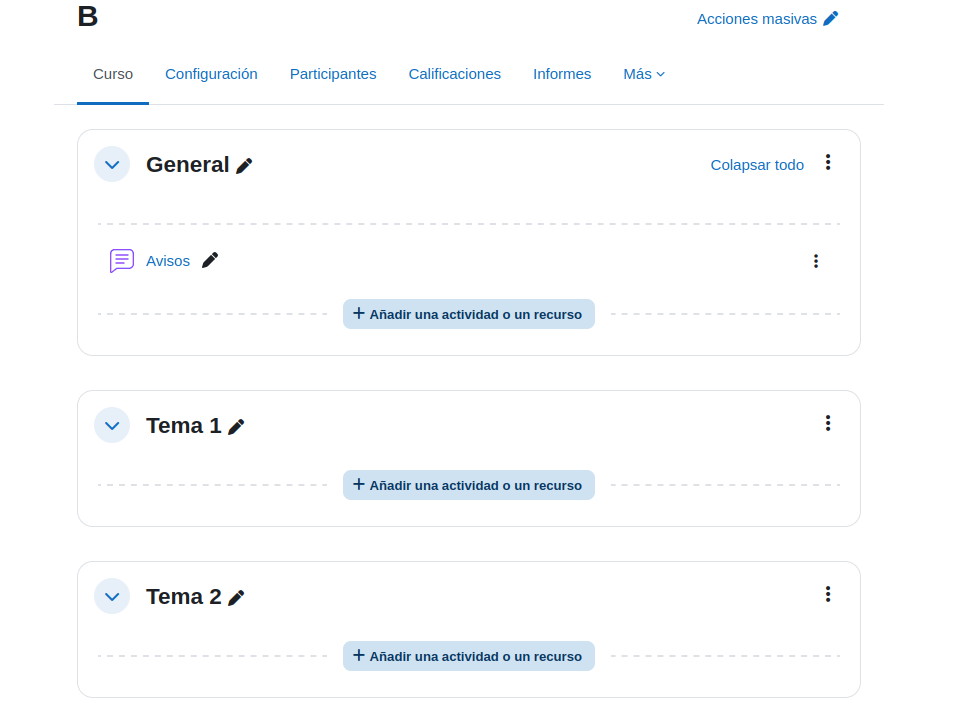 B
Acciones masivas
Curso Configuración Participantes Calificaciones Informes Más
General
Colapsar todo
Avisos
+ Añadir una actividad o un recurso
Tema 1
+ Añadir una actividad o un recurso
Tema 2
+ Añadir una actividad o un recurso